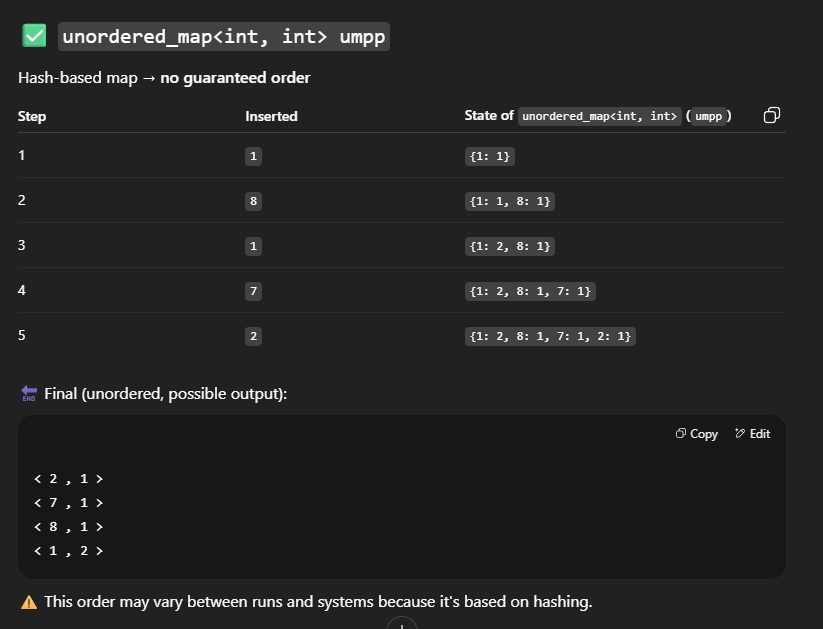 ✅ unordered_map<int, int> umpp
Hash-based map → no guaranteed order
Step Inserted State of unordered_map<int, int> (umpp)
1 1 {1: 1}
2 8 {1: 1, 8: 1}
3 1 {1: 2, 8: 1}
4 7 {1: 2, 8: 1, 7: 1}
5 2 {1: 2, 8: 1, 7: 1, 2: 1}
🔚 Final (unordered, possible output):
Copy Edit
< 2 , 1 >
< 7 , 1 >
< 8 , 1 >
< 1 , 2 >
⚠️ This order may vary between runs and systems because it's based on hashing.